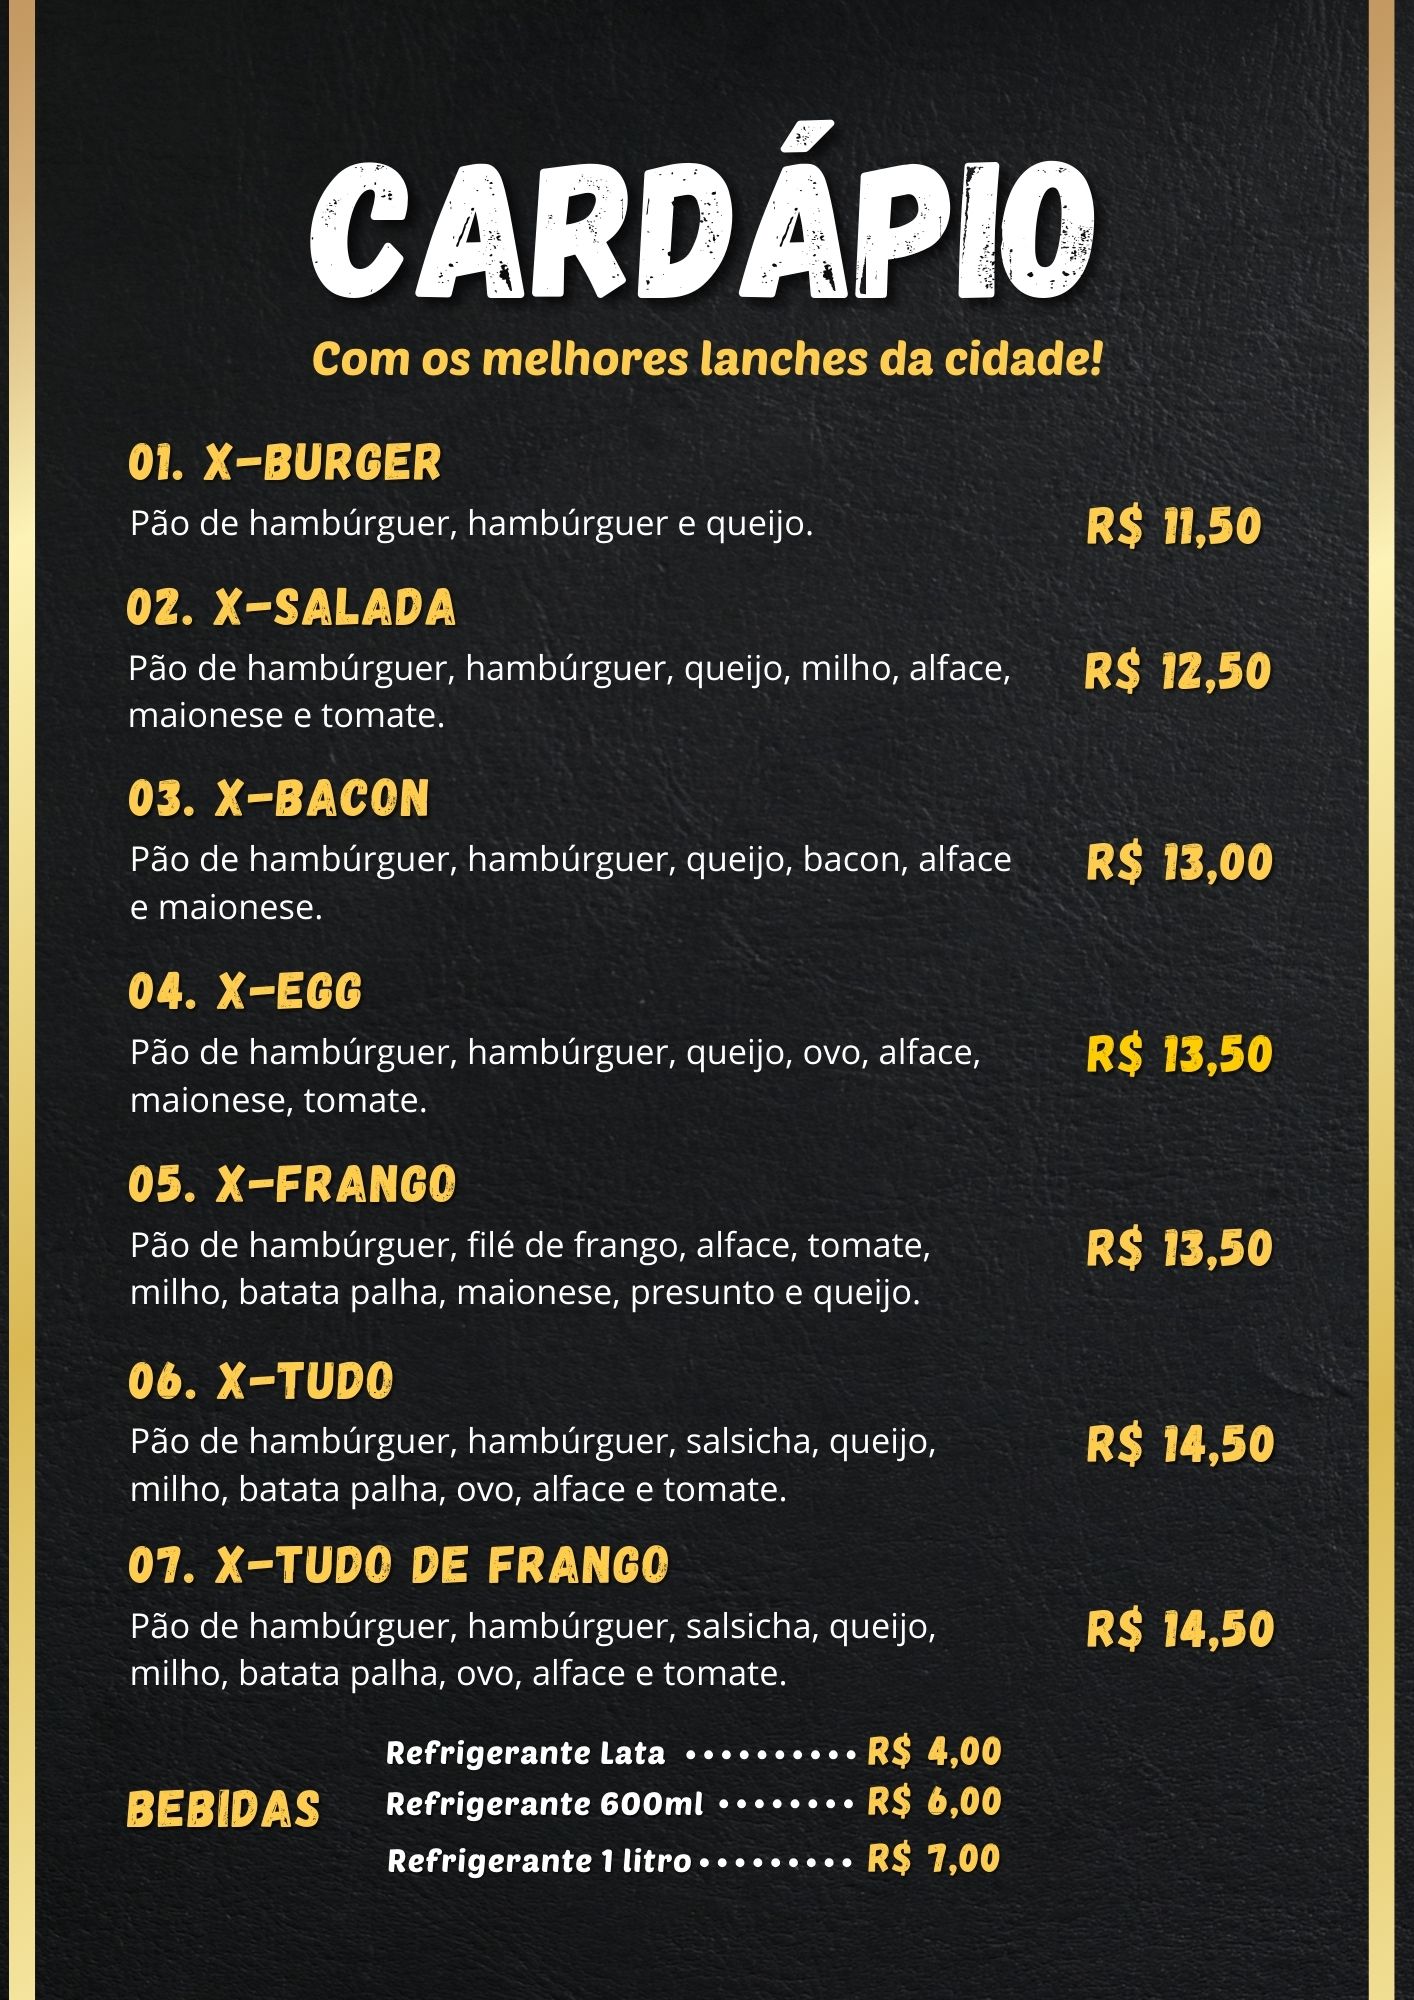 CARDÁPIO
Com os melhores lanches da cidade!
01. X-BURGER
Pão de hambúrguer, hambúrguer e queijo.
R$ 11,50
02. X-SALADA
Pão de hambúrguer, hambúrguer, queijo, milho, alface,
maionese e tomate.
R$ 12,50
03. X-BACON
Pão de hambúrguer, hambúrguer, queijo, bacon, alface
e maionese.
R$ 13,00
04. X-EGG
Pão de hambúrguer, hambúrguer, queijo, ovo, alface,
maionese, tomate.
R$ 13,50
05. X-FRANGO
Pão de hambúrguer, filé de frango, alface, tomate,
milho, batata palha, maionese, presunto e queijo.
R$ 13,50
06. X-TUDO
Pão de hambúrguer, hambúrguer, salsicha, queijo,
milho, batata palha, ovo, alface e tomate.
R$ 14,50
07. X-TUDO DE FRANGO
Pão de hambúrguer, hambúrguer, salsicha, queijo,
milho, batata palha, ovo, alface e tomate.
R$ 14,50
BEBIDAS
Refrigerante Lata .......... R$ 4,00
Refrigerante 600ml ........ R$ 6,00
Refrigerante 1 litro ......... R$ 7,00